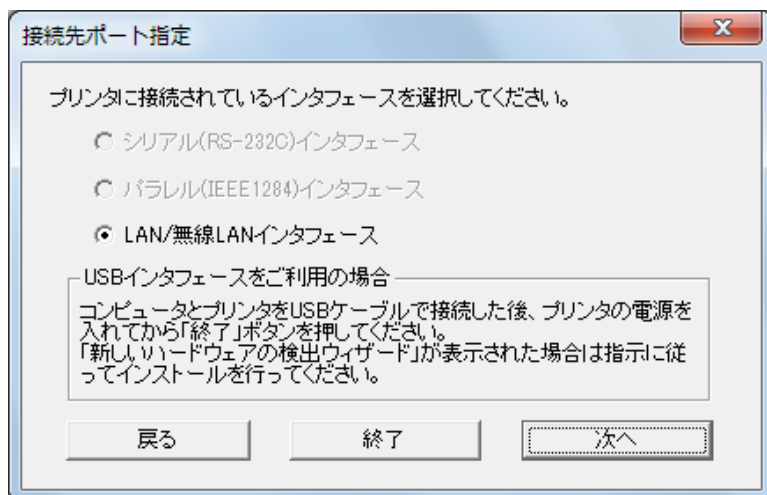 接続先ポート指定
プリンタに接続されているインタフェースを選択してください。
シリアル(RS-232C)インタフェース
パラレル(IEEE1284)インタフェース
LAN/無線LANインタフェース
USBインタフェースをご利用の場合
コンピュータとプリンタをUSBケーブルで接続した後、プリンタの電源を
入れてから「終了」ボタンを押してください。
「新しいハードウェアの検出ウィザード」が表示された場合は指示に従
ってインストールを行ってください。
戻る
終了
次へ